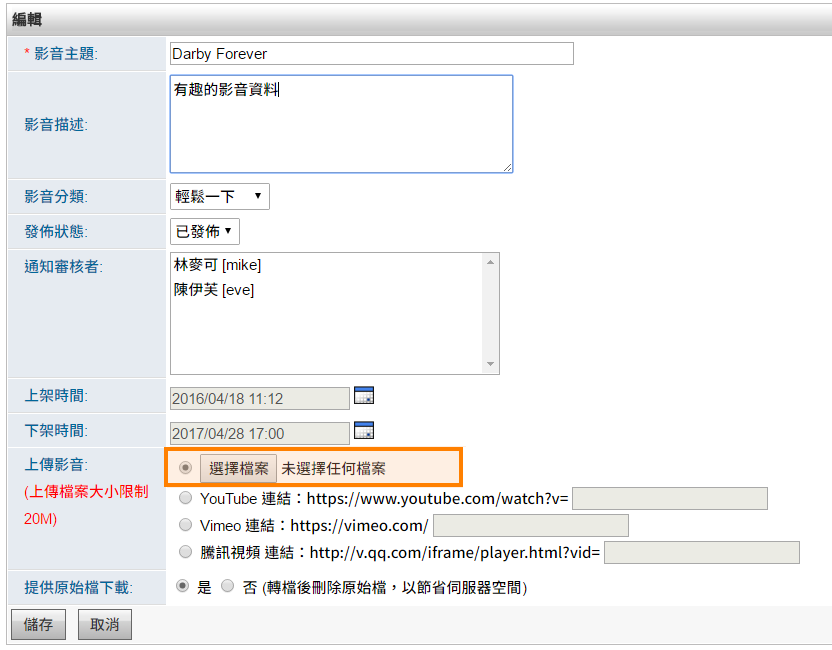 編輯
* 影音主題: Darby Forever
影音描述: 有趣的影音資料
影音分類: 輕鬆一下
發佈狀態: 已發佈
通知審核者: 林麥可 [mike]
陳伊芙 [eve]
上架時間: 2016/04/18 11:12
下架時間: 2017/04/28 17:00
上傳影音: 選擇檔案 未選擇任何檔案
(上傳檔案大小限制
20M)
YouTube 連結：https://www.youtube.com/watch?v=
Vimeo 連結：https://vimeo.com/
騰訊視頻 連結：http://v.qq.com/iframe/player.html?vid=
提供原始檔下載: 是 否 (轉檔後刪除原始檔，以節省伺服器空間)
儲存 取消